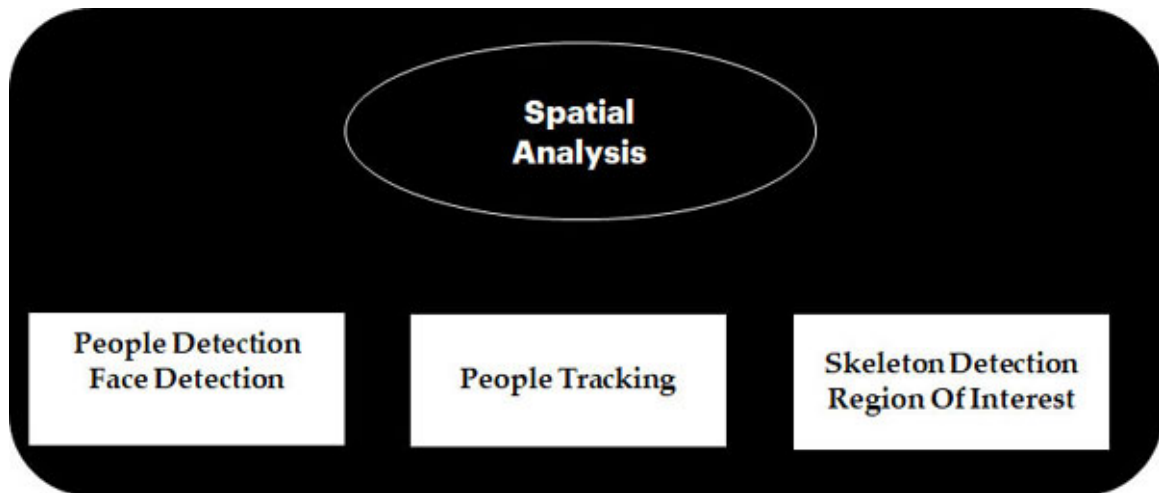 Spatial
Analysis
People Detection
Face Detection
People Tracking
Skeleton Detection
Region Of Interest